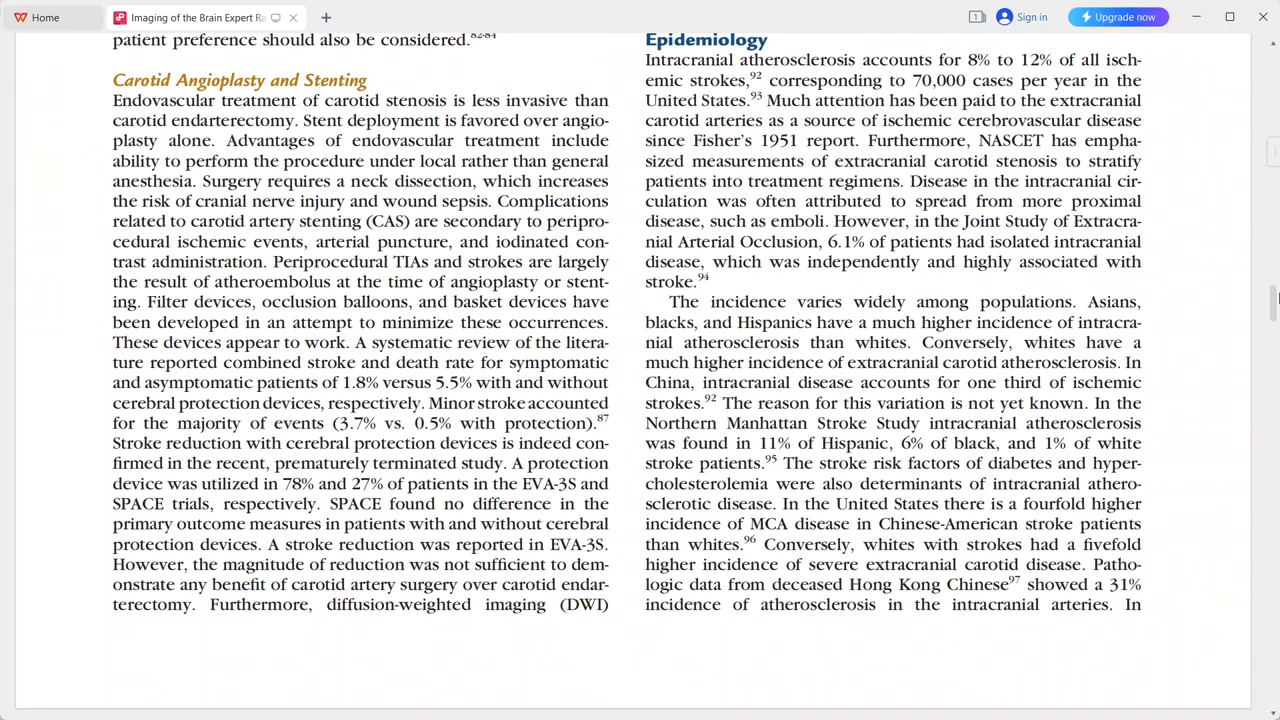 Home
Imaging of the Brain Expert Ra
Sign in
Upgrade now
patient preference should also be considered.82-84
Carotid Angioplasty and Stenting
Endovascular treatment of carotid stenosis is less invasive than
carotid endarterectomy. Stent deployment is favored over angio-
plasty alone. Advantages of endovascular treatment include
ability to perform the procedure under local rather than general
anesthesia. Surgery requires a neck dissection, which increases
the risk of cranial nerve injury and wound sepsis. Complications
related to carotid artery stenting (CAS) are secondary to peripro-
cedural ischemic events, arterial puncture, and iodinated con-
trast administration. Periprocedural TIAs and strokes are largely
the result of atheroembolus at the time of angioplasty or stent-
ing. Filter devices, occlusion balloons, and basket devices have
been developed in an attempt to minimize these occurrences.
These devices appear to work. A systematic review of the litera-
ture reported combined stroke and death rate for symptomatic
and asymptomatic patients of 1.8% versus 5.5% with and without
cerebral protection devices, respectively. Minor stroke accounted
for the majority of events (3.7% vs. 0.5% with protection).87
Stroke reduction with cerebral protection devices is indeed con-
firmed in the recent, prematurely terminated study. A protection
device was utilized in 78% and 27% of patients in the EVA-3S and
SPACE trials, respectively. SPACE found no difference in the
primary outcome measures in patients with and without cerebral
protection devices. A stroke reduction was reported in EVA-3S.
However, the magnitude of reduction was not sufficient to dem-
onstrate any benefit of carotid artery surgery over carotid endar-
terectomy. Furthermore, diffusion-weighted imaging (DWI)
Epidemiology
Intracranial atherosclerosis accounts for 8% to 12% of all isch-
emic strokes,92 corresponding to 70,000 cases per year in the
United States.93 Much attention has been paid to the extracranial
carotid arteries as a source of ischemic cerebrovascular disease
since Fisher's 1951 report. Furthermore, NASCET has empha-
sized measurements of extracranial carotid stenosis to stratify
patients into treatment regimens. Disease in the intracranial cir-
culation was often attributed to spread from more proximal
disease, such as emboli. However, in the Joint Study of Extracra-
nial Arterial Occlusion, 6.1% of patients had isolated intracranial
disease, which was independently and highly associated with
stroke.94
The incidence varies widely among populations. Asians,
blacks, and Hispanics have a much higher incidence of intracra-
nial atherosclerosis than whites. Conversely, whites have a
much higher incidence of extracranial carotid atherosclerosis. In
China, intracranial disease accounts for one third of ischemic
strokes.92 The reason for this variation is not yet known. In the
Northern Manhattan Stroke Study intracranial atherosclerosis
was found in 11% of Hispanic, 6% of black, and 1% of white
stroke patients.95 The stroke risk factors of diabetes and hyper-
cholesterolemia were also determinants of intracranial athero-
sclerotic disease. In the United States there is a fourfold higher
incidence of MCA disease in Chinese-American stroke patients
than whites.96 Conversely, whites with strokes had a fivefold
higher incidence of severe extracranial carotid disease. Patho-
logic data from deceased Hong Kong Chinese97 showed a 31%
incidence of atherosclerosis in the intracranial arteries. In